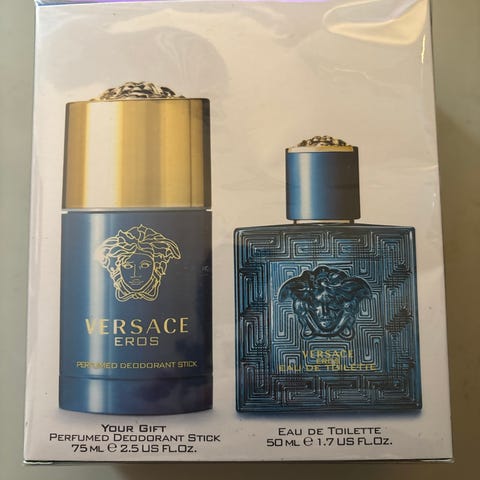 VERSACE
EROS
PERFUMED DEODORANT STICK
VERSACE
EROS
EAU DE TOILETTE
YOUR GIFT
PERFUMED DEODORANT STICK
75 ML ℮ 2.5 US FL.OZ.
EAU DE TOILETTE
50 ML ℮ 1.7 US FL.OZ.